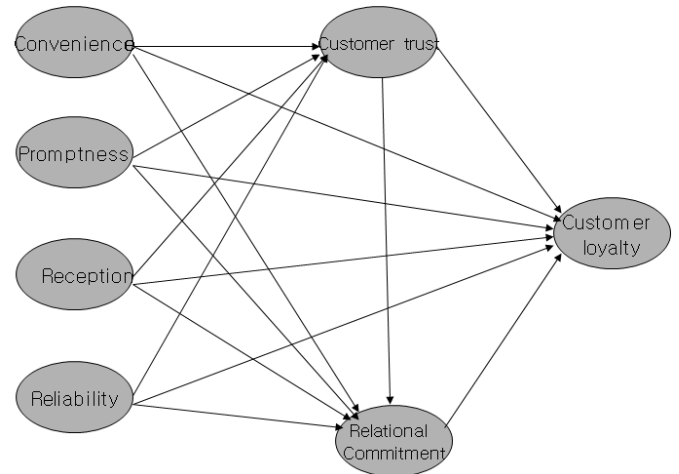 Convenience
Customer trust
Promptness
Customer
loyalty
Reception
Reliability
Relational
Commitment